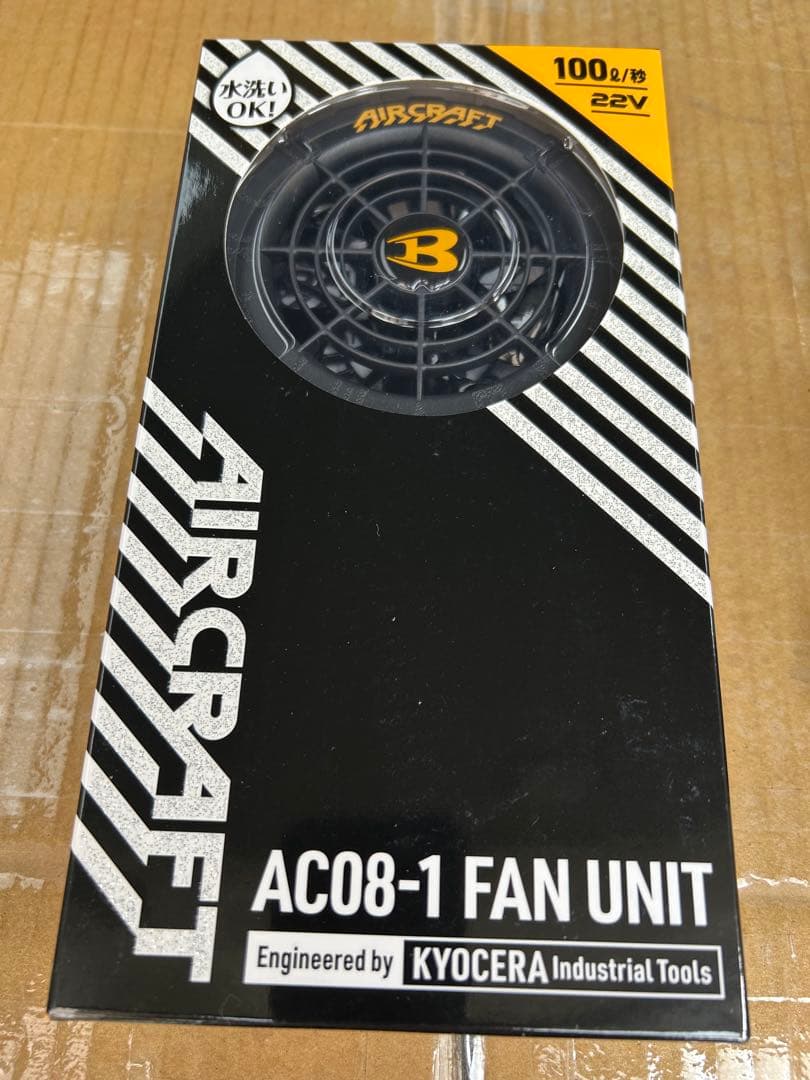 水洗い
OK!
100ℓ/秒
22V
AIRCRAFT
B
AIRCRAFT
AC08-1 FAN UNIT
Engineered by KYOCERA Industrial Tools